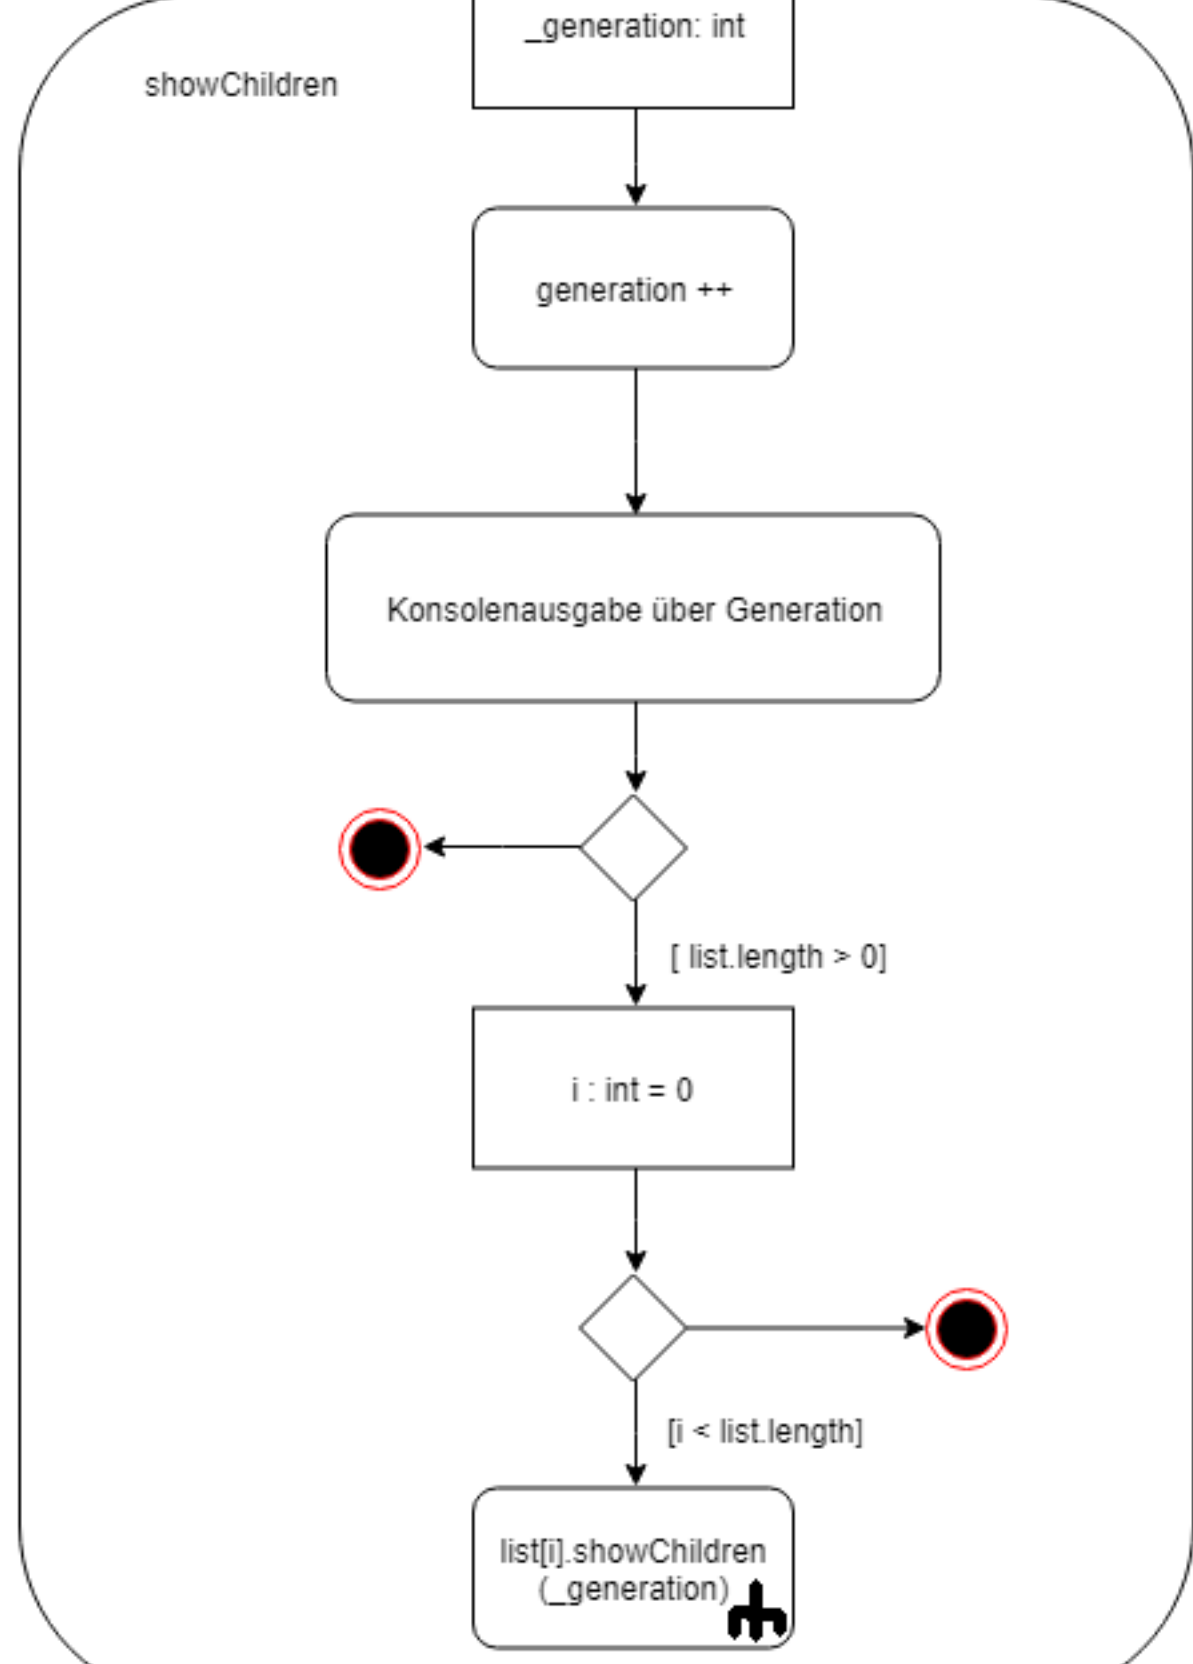 _generation: int
showChildren
generation ++
Konsolenausgabe über Generation
[ list.length > 0]
i : int = 0
[i < list.length]
list[i].showChildren
(_generation)